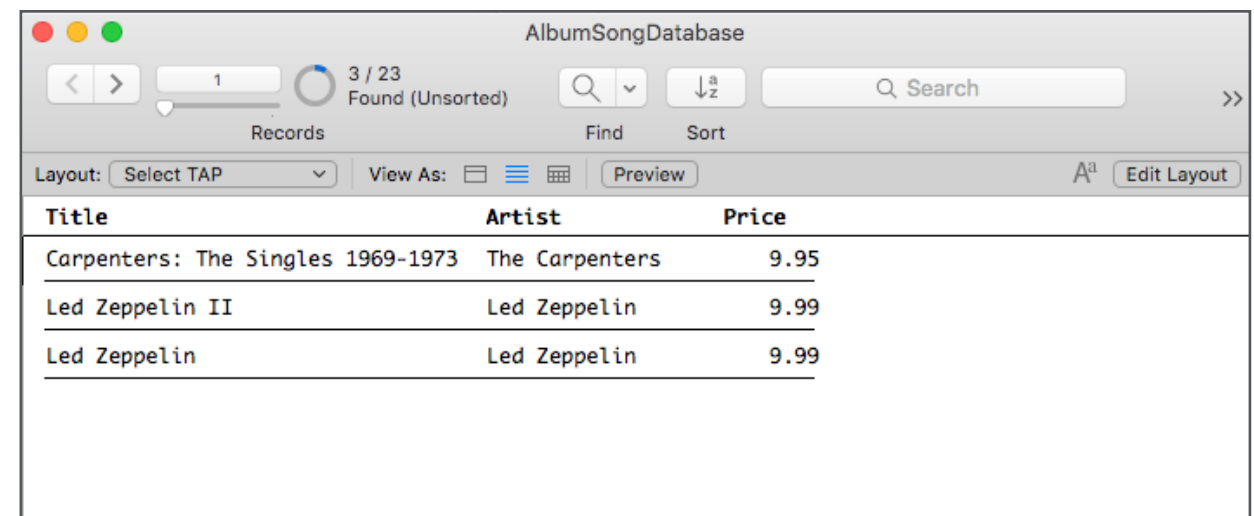 AlbumSongDatabase
1
3 / 23
Found (Unsorted)
Search
Records
Find
Sort
Layout: Select TAP View As: Preview Aa Edit Layout
Title Artist Price
Carpenters: The Singles 1969-1973 The Carpenters 9.95
Led Zeppelin II Led Zeppelin 9.99
Led Zeppelin Led Zeppelin 9.99